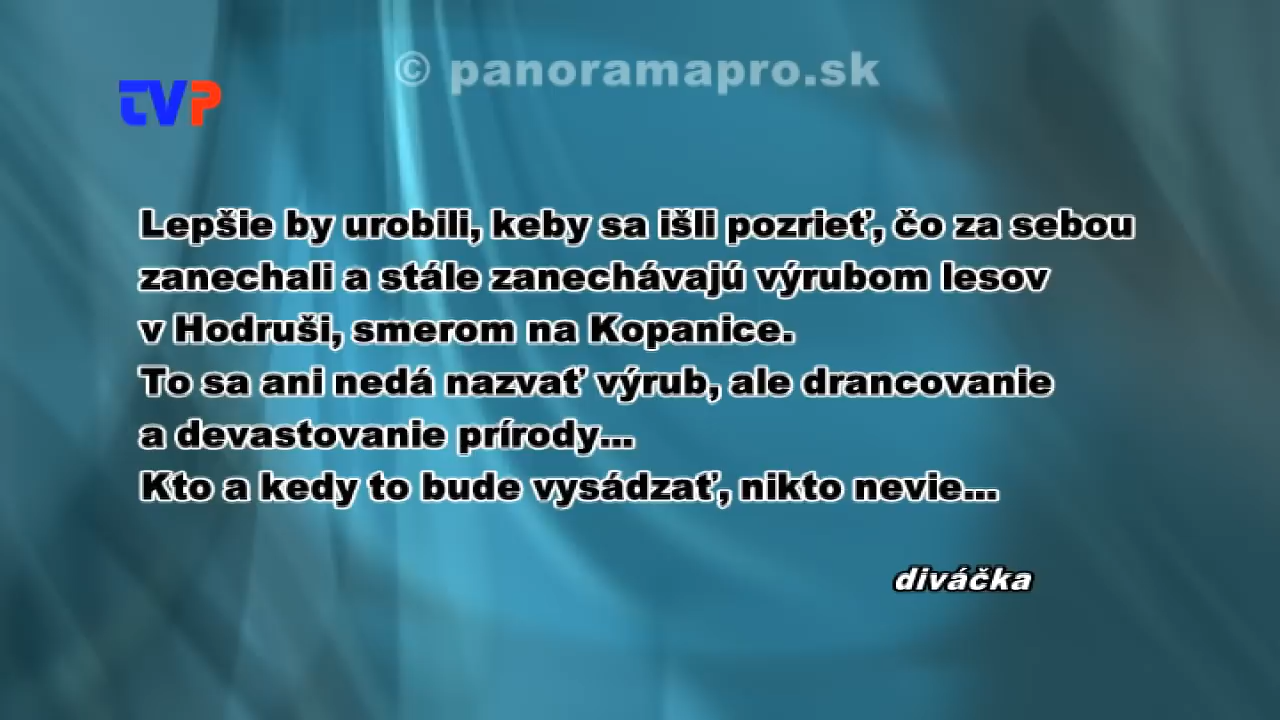 © panoramapro.sk
TVP
Lepšie by urobili, keby sa išli pozrieť, čo za sebou
zanechali a stále zanechávajú výrubom lesov
v Hodruši, smerom na Kopanice.
To sa ani nedá nazvať výrub, ale drancovanie
a devastovanie prírody...
Kto a kedy to bude vysádzať, nikto nevie...
diváčka